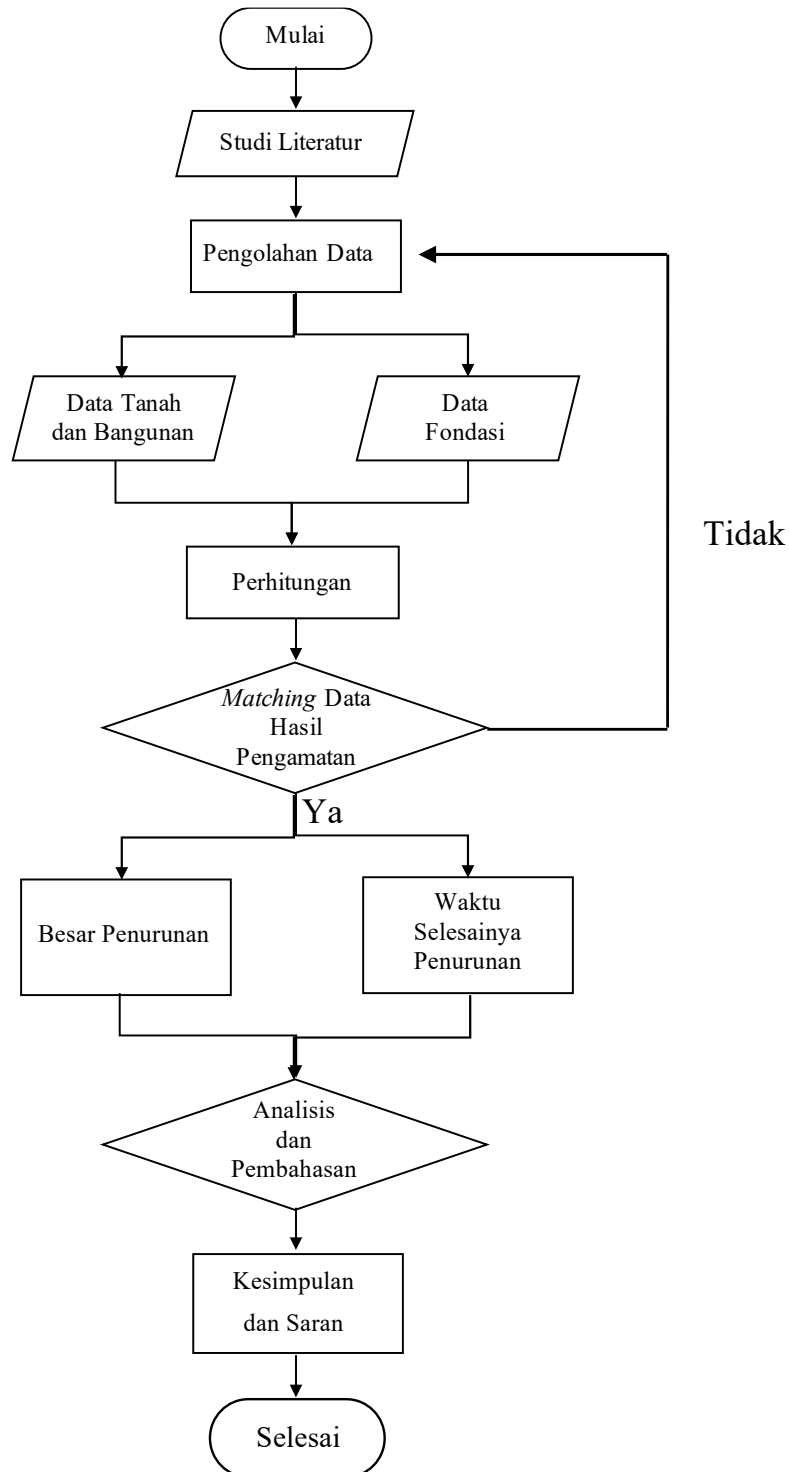 Mulai
Studi Literatur
Pengolahan Data
Data Tanah
dan Bangunan
Data
Fondasi
Tidak
Perhitungan
Matching Data
Hasil
Pengamatan
Ya
Besar Penurunan
Waktu
Selesainya
Penurunan
Analisis
dan
Pembahasan
Kesimpulan
dan Saran
Selesai